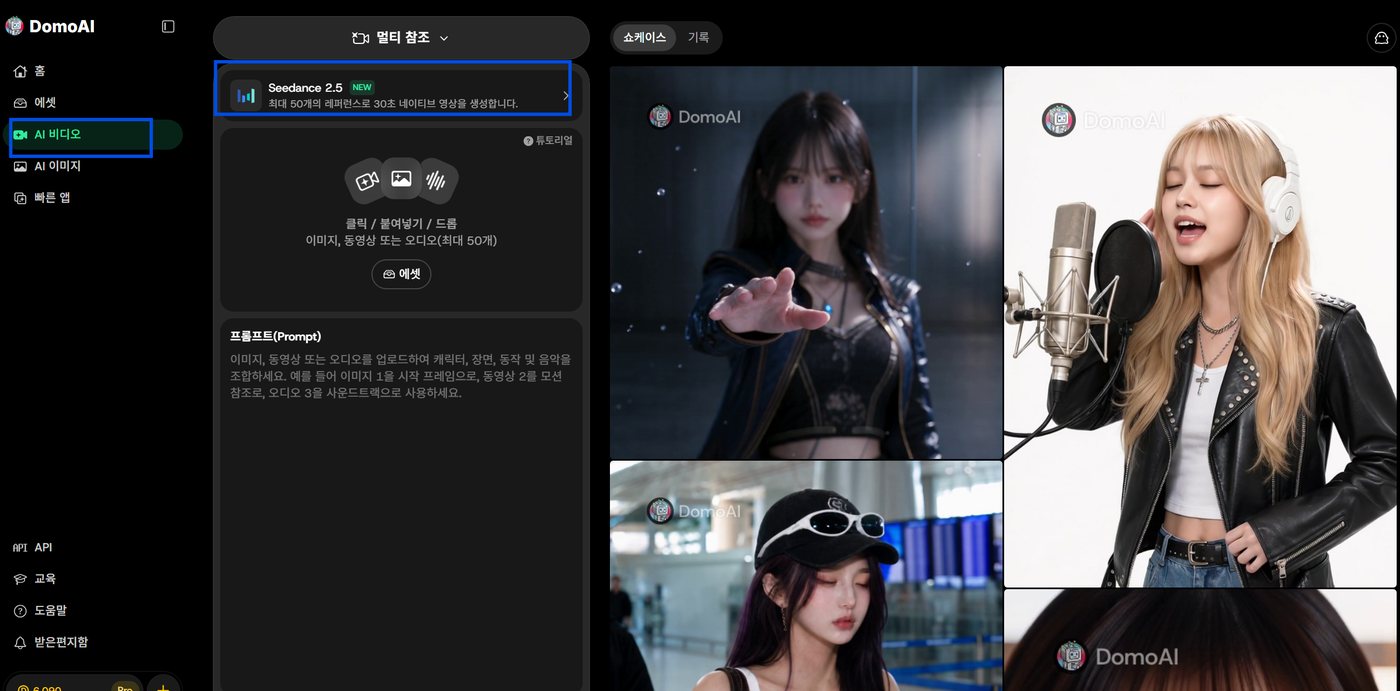 DomoAI
홈
에셋
AI 비디오
AI 이미지
빠른 앱
API API
교육
도움말
받은편지함
6,090 Pro
멀티 참조
Seedance 2.5 NEW
최대 50개의 레퍼런스로 30초 네이티브 영상을 생성합니다.
튜토리얼
클릭 / 붙여넣기 / 드롭
이미지, 동영상 또는 오디오(최대 50개)
에셋
프롬프트(Prompt)
이미지, 동영상 또는 오디오를 업로드하여 캐릭터, 장면, 동작 및 음악을
조합하세요. 예를 들어 이미지 1을 시작 프레임으로, 동영상 2를 모션
참조로, 오디오 3을 사운드트랙으로 사용하세요.
쇼케이스 기록
DomoAI
DomoAI
DomoAI
DomoAI